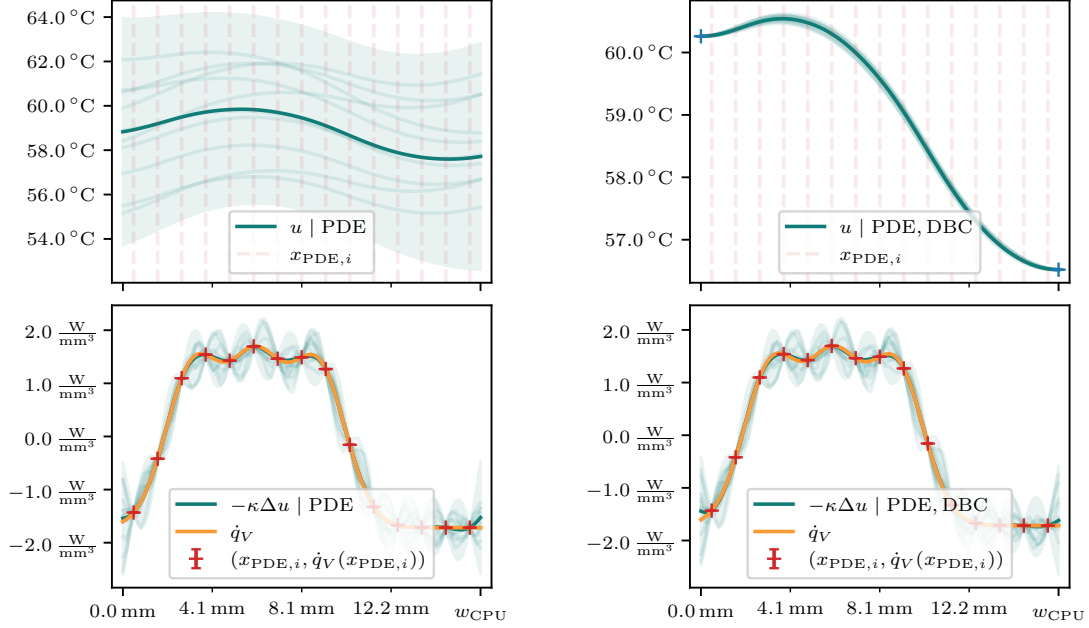 64.0 °C
62.0 °C
60.0 °C
58.0 °C
56.0 °C
54.0 °C
u | PDE
x_PDE,i
60.0 °C
59.0 °C
58.0 °C
57.0 °C
u | PDE, DBC
x_PDE,i
2.0 W/mm³
1.0 W/mm³
0.0 W/mm³
−1.0 W/mm³
−2.0 W/mm³
−κΔu | PDE
q̇_V
(x_PDE,i, q̇_V(x_PDE,i))
0.0 mm
4.1 mm
8.1 mm
12.2 mm
w_CPU
2.0 W/mm³
1.0 W/mm³
0.0 W/mm³
−1.0 W/mm³
−2.0 W/mm³
−κΔu | PDE, DBC
q̇_V
(x_PDE,i, q̇_V(x_PDE,i))
0.0 mm
4.1 mm
8.1 mm
12.2 mm
w_CPU